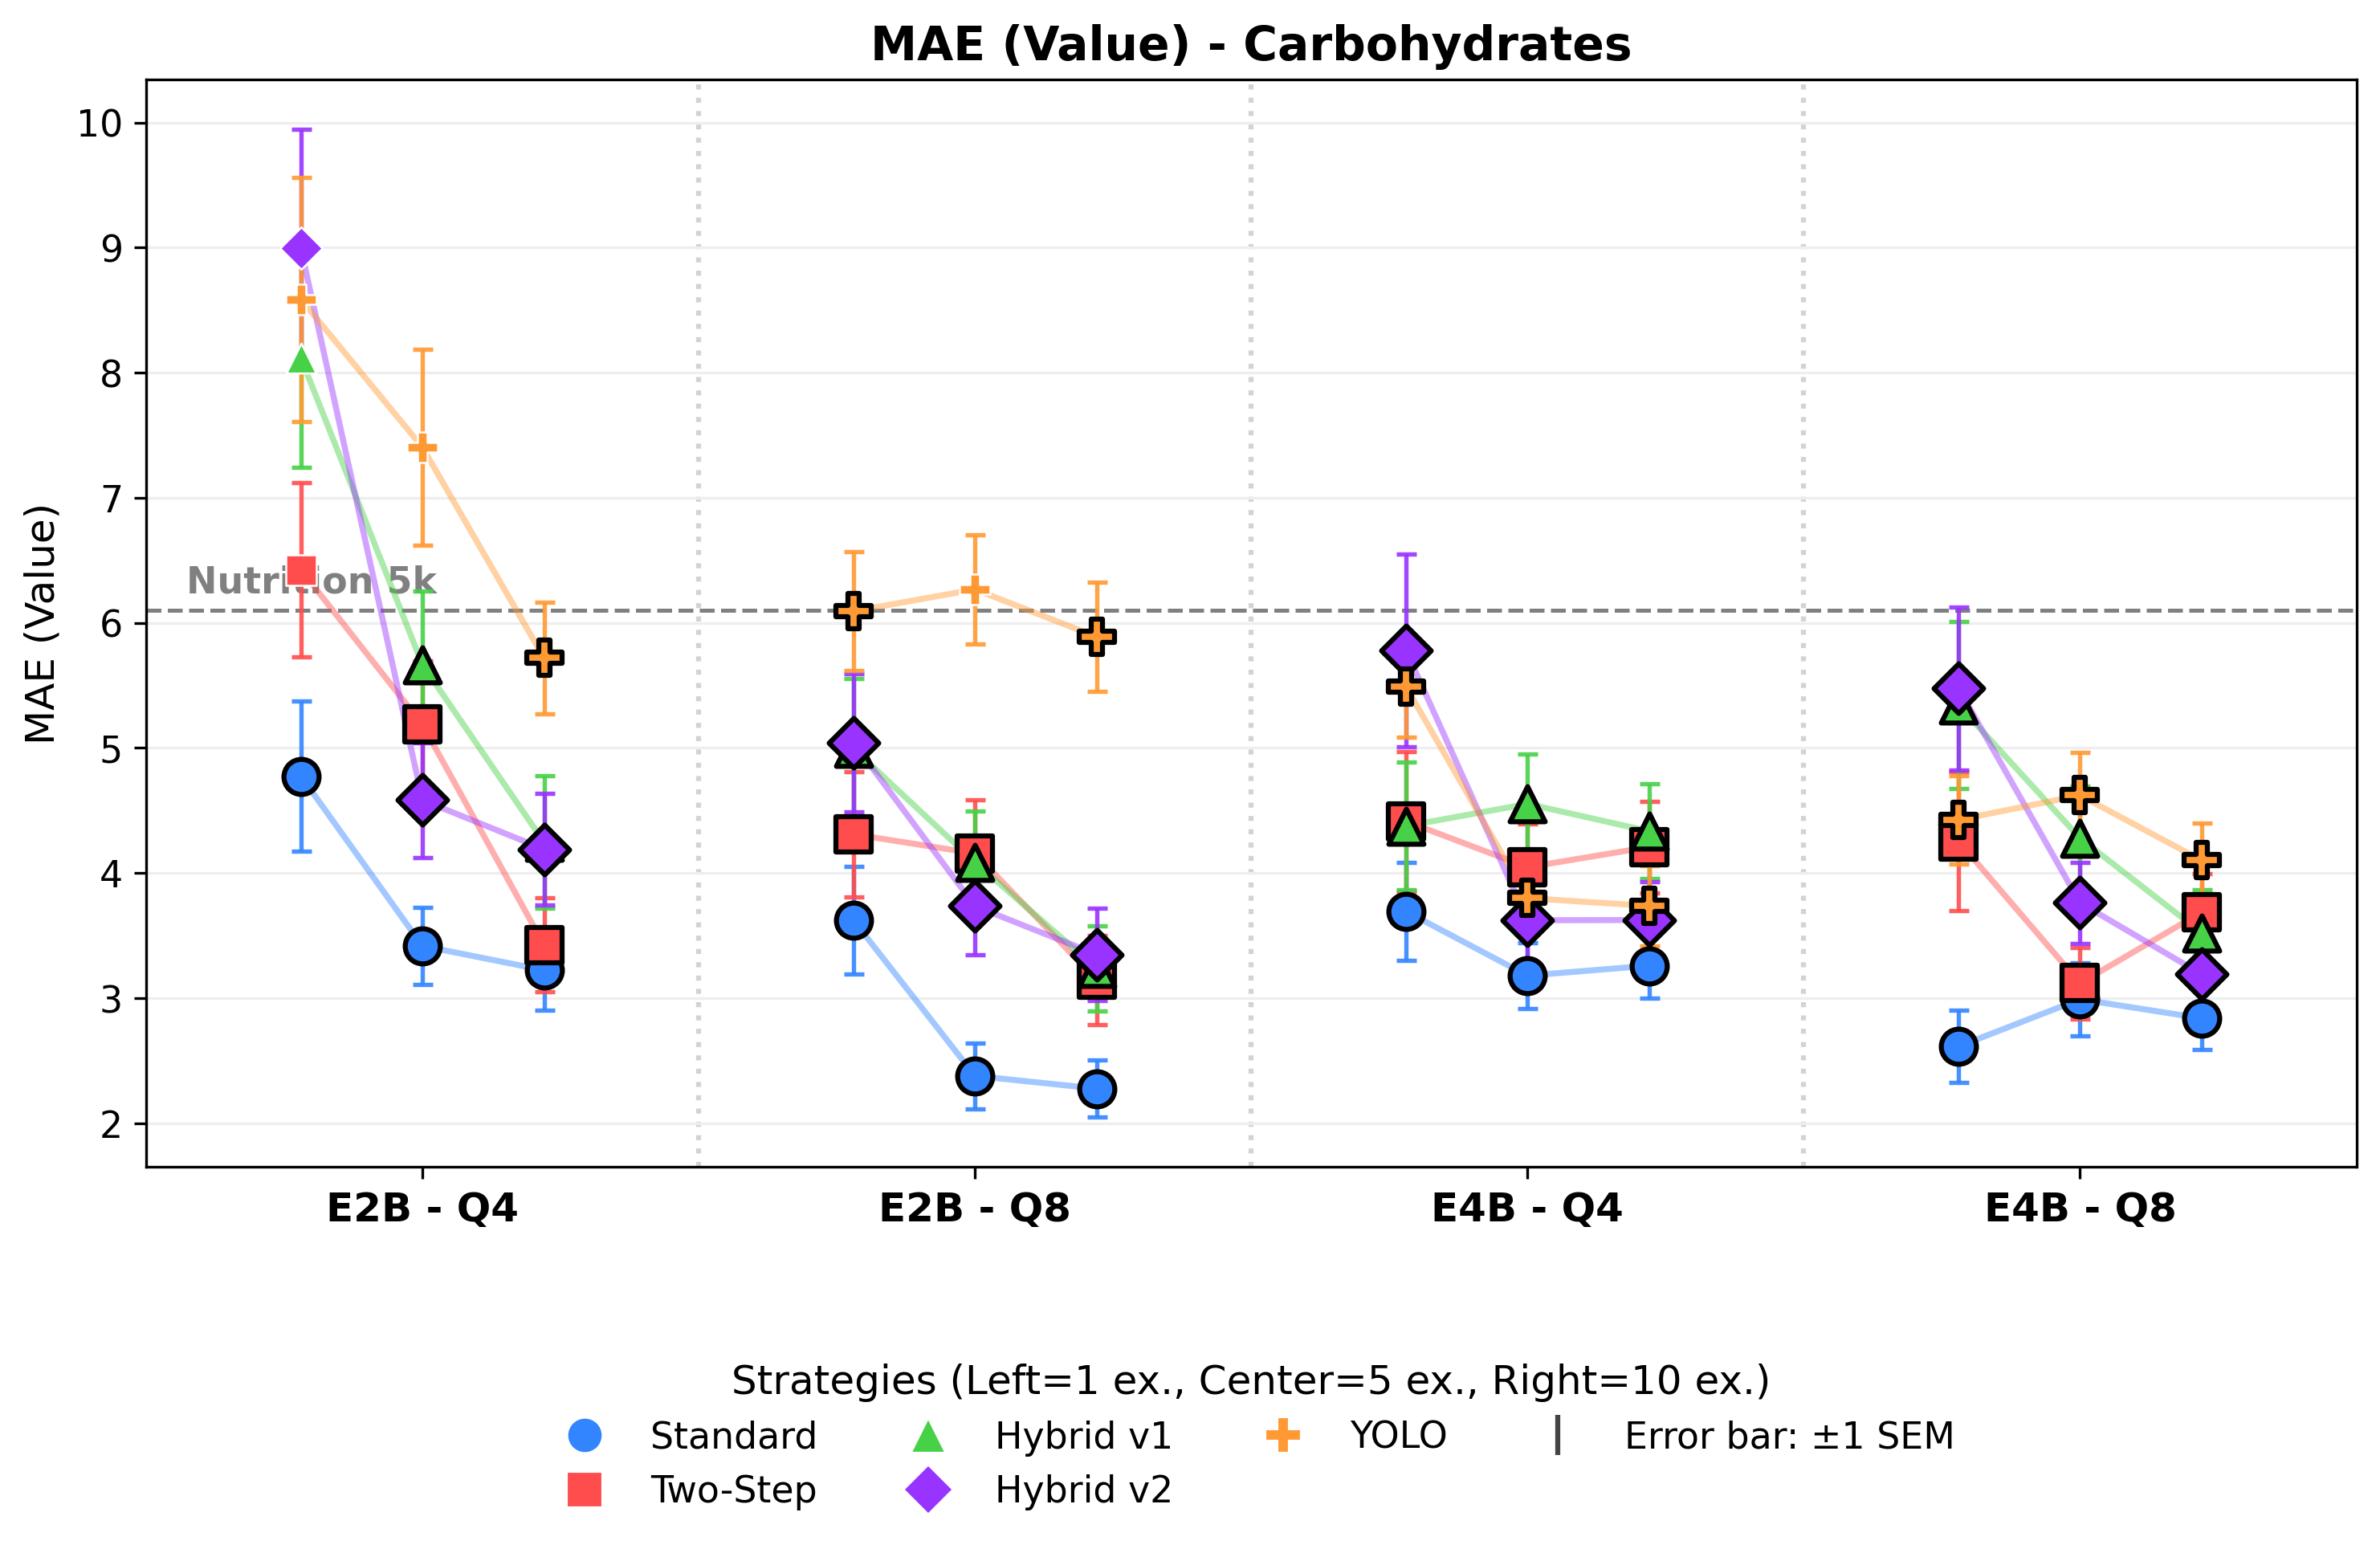 MAE (Value) - Carbohydrates
MAE (Value)
10
9
8
7
6
5
4
3
2
Nutrition 5k
E2B - Q4 E2B - Q8 E4B - Q4 E4B - Q8
Strategies (Left=1 ex., Center=5 ex., Right=10 ex.)
Standard Hybrid v1 YOLO Error bar: ±1 SEM
Two-Step Hybrid v2